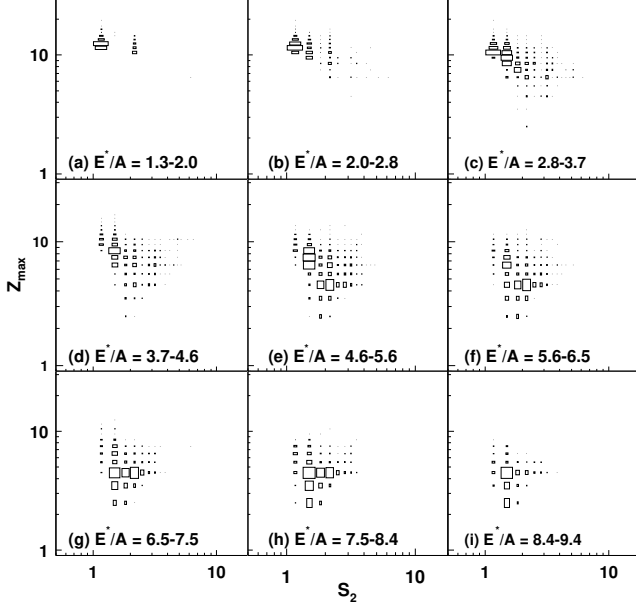 10
1
(a) E*/A = 1.3-2.0
(b) E*/A = 2.0-2.8
(c) E*/A = 2.8-3.7
Zmax
10
1
(d) E*/A = 3.7-4.6
(e) E*/A = 4.6-5.6
(f) E*/A = 5.6-6.5
10
1
(g) E*/A = 6.5-7.5
(h) E*/A = 7.5-8.4
(i) E*/A = 8.4-9.4
1 10 1 10 1 10
S2